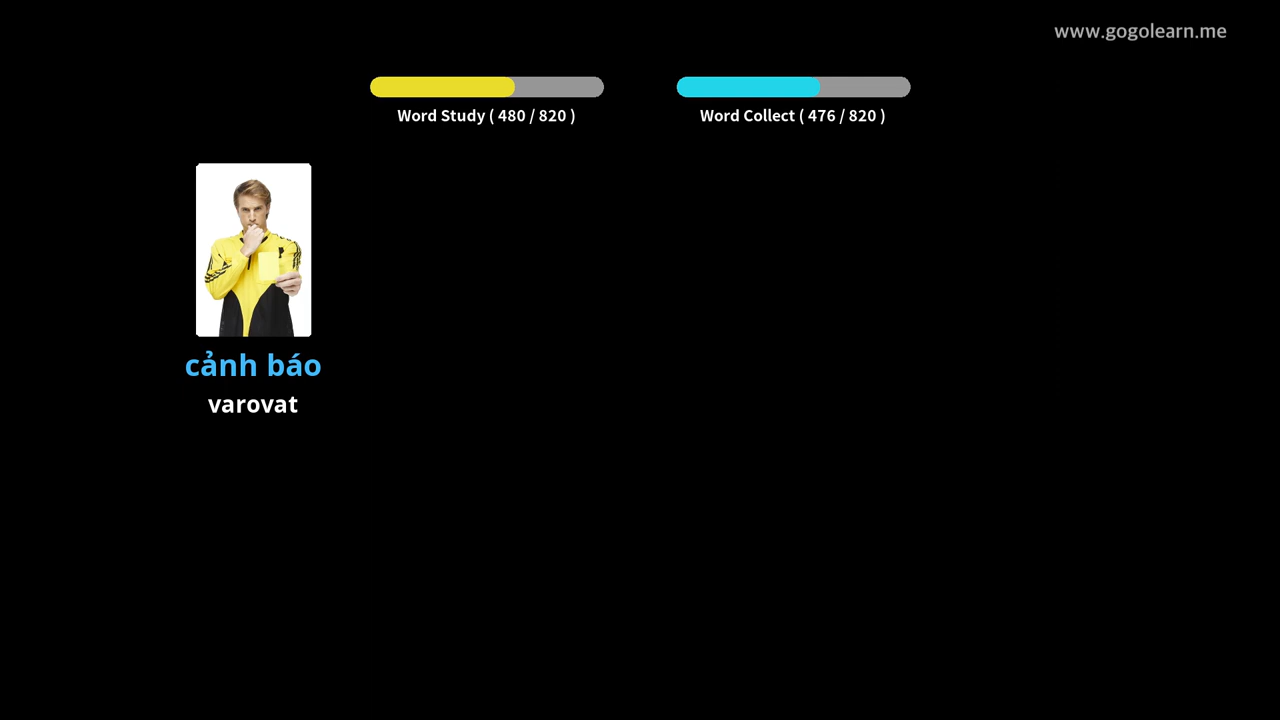 www.gogolearn.me
Word Study ( 480 / 820 )
Word Collect ( 476 / 820 )
cảnh báo
varovat